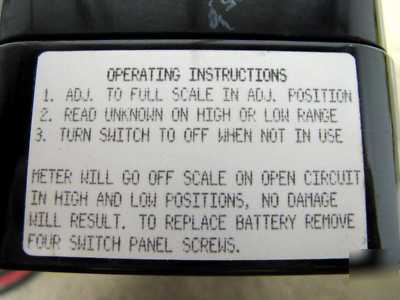 OPERATING INSTRUCTIONS
1. ADJ. TO FULL SCALE IN ADJ. POSITION
2. READ UNKNOWN ON HIGH OR LOW RANGE
3. TURN SWITCH TO OFF WHEN NOT IN USE
METER WILL GO OFF SCALE ON OPEN CIRCUIT
IN HIGH AND LOW POSITIONS, NO DAMAGE
WILL RESULT. TO REPLACE BATTERY REMOVE
FOUR SWITCH PANEL SCREWS.